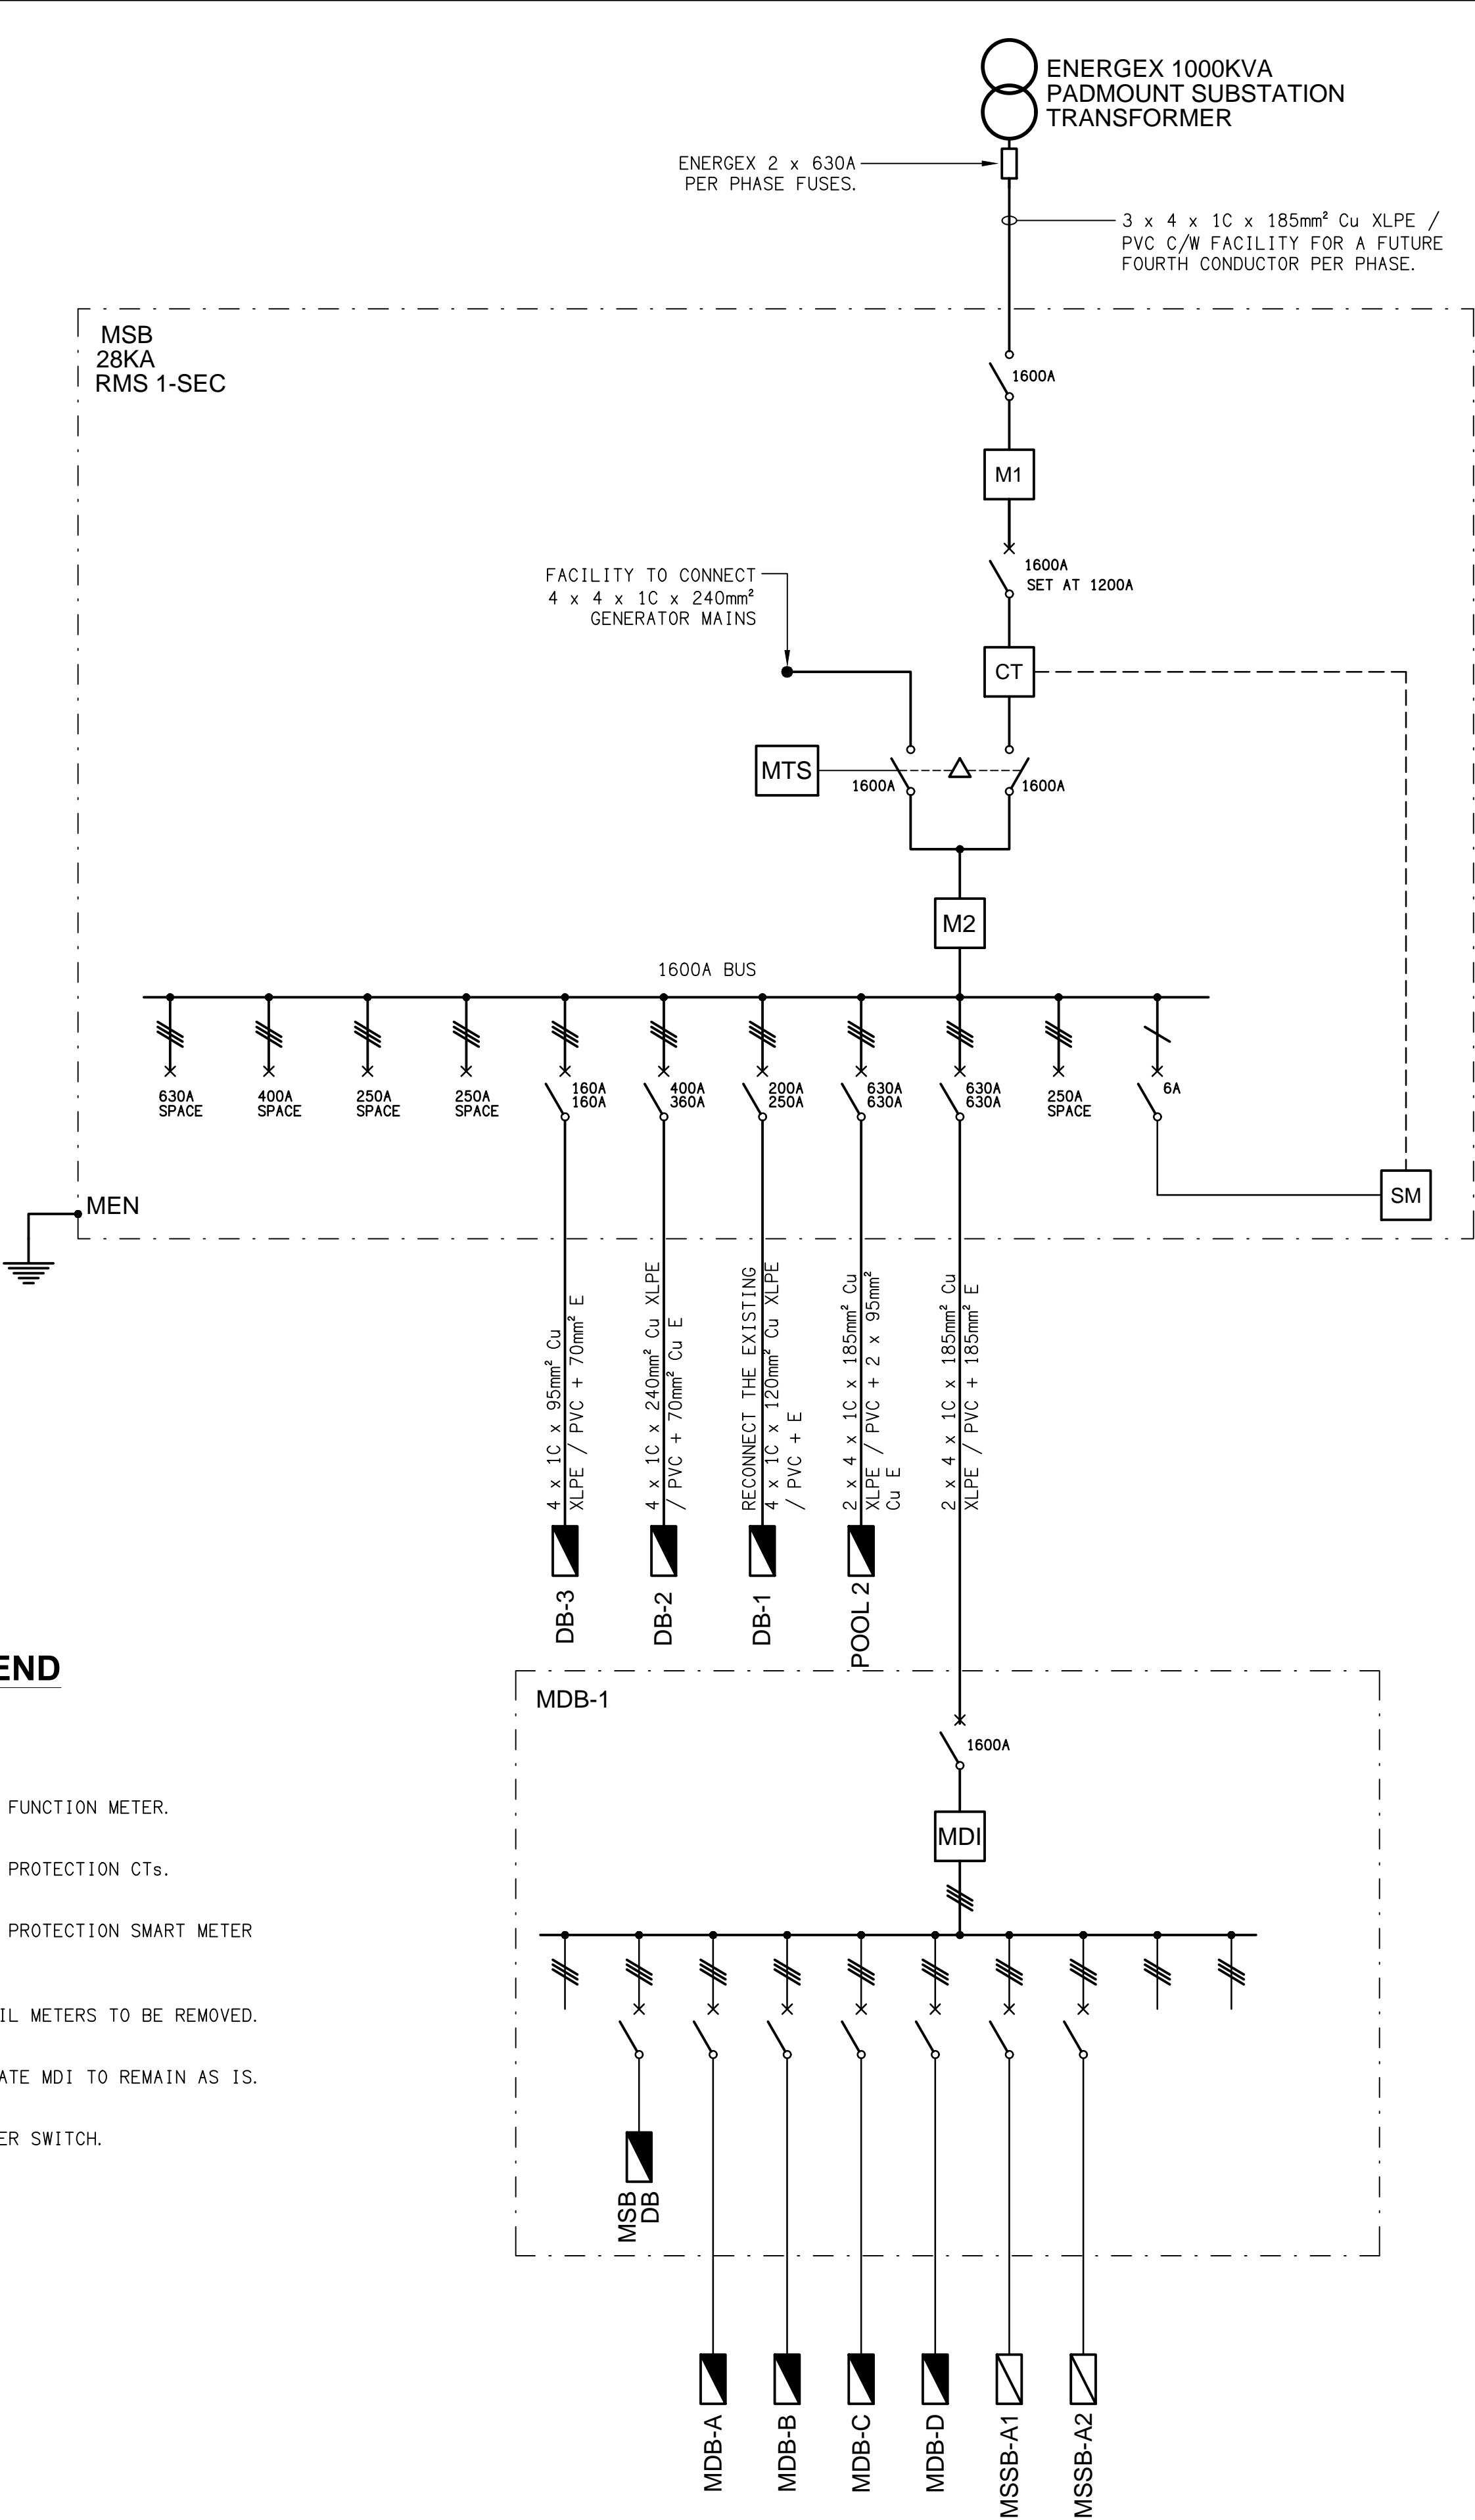 ENERGEX 1000KVA
PADMOUNT SUBSTATION
TRANSFORMER
ENERGEX 2 x 630A
PER PHASE FUSES.
3 x 4 x 1C x 185mm² Cu XLPE /
PVC C/W FACILITY FOR A FUTURE
FOURTH CONDUCTOR PER PHASE.
MSB
28KA
RMS 1-SEC
1600A
M1
1600A
SET AT 1200A
FACILITY TO CONNECT
4 x 4 x 1C x 240mm²
GENERATOR MAINS
CT
MTS
1600A
1600A
M2
1600A BUS
630A
SPACE
400A
SPACE
250A
SPACE
250A
SPACE
160A
160A
400A
360A
200A
250A
630A
630A
630A
630A
250A
SPACE
6A
SM
MEN
4 x 1C x 95mm² Cu
XLPE / PVC + 70mm² E
4 x 1C x 240mm² Cu XLPE
/ PVC + 70mm² Cu E
RECONNECT THE EXISTING
4 x 1C x 120mm² Cu XLPE
/ PVC + E
2 x 4 x 1C x 185mm² Cu
XLPE / PVC + 2 x 95mm²
Cu E
2 x 4 x 1C x 185mm² Cu
XLPE / PVC + 185mm² E
DB-3
DB-2
DB-1
POOL 2
END
FUNCTION METER.
PROTECTION CTs.
PROTECTION SMART METER
IL METERS TO BE REMOVED.
ATE MDI TO REMAIN AS IS.
ER SWITCH.
MDB-1
1600A
MDI
MSB
DB
MDB-A
MDB-B
MDB-C
MDB-D
MSSB-A1
MSSB-A2